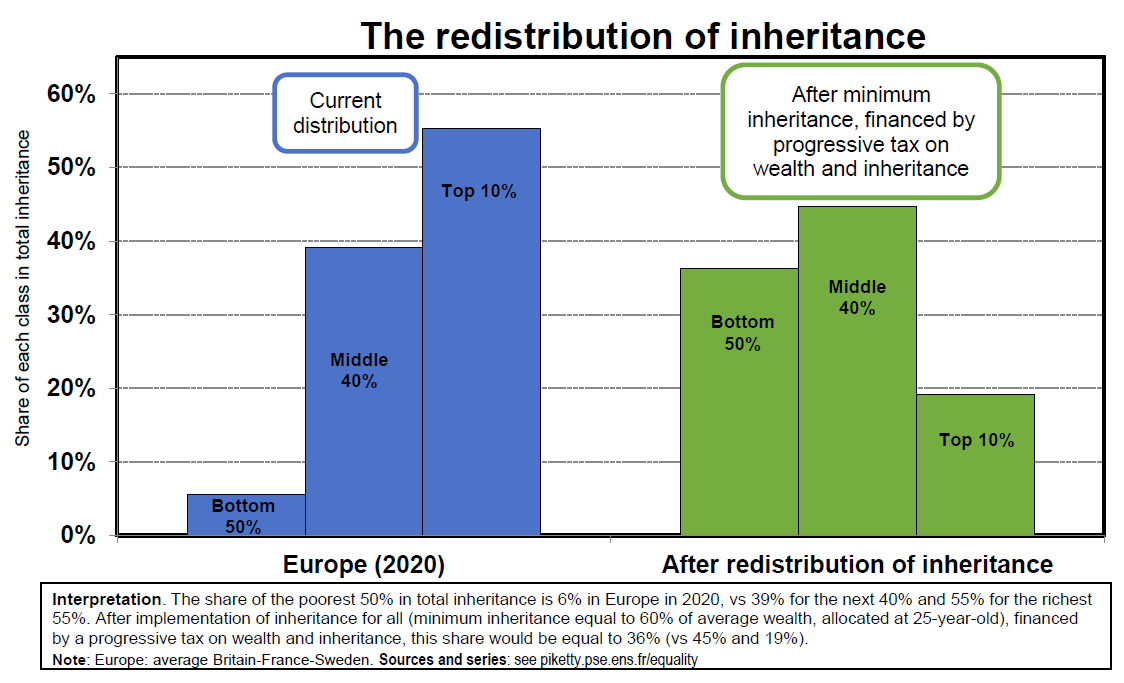 The redistribution of inheritance
Share of each class in total inheritance
60%
50%
40%
30%
20%
10%
0%
Current
distribution
After minimum
inheritance, financed by
progressive tax on
wealth and inheritance
Bottom
50%
Middle
40%
Top 10%
Bottom
50%
Middle
40%
Top 10%
Europe (2020)
After redistribution of inheritance
Interpretation. The share of the poorest 50% in total inheritance is 6% in Europe in 2020, vs 39% for the next 40% and 55% for the richest
55%. After implementation of inheritance for all (minimum inheritance equal to 60% of average wealth, allocated at 25-year-old), financed
by a progressive tax on wealth and inheritance, this share would be equal to 36% (vs 45% and 19%).
Note: Europe: average Britain-France-Sweden. Sources and series: see piketty.pse.ens.fr/equality